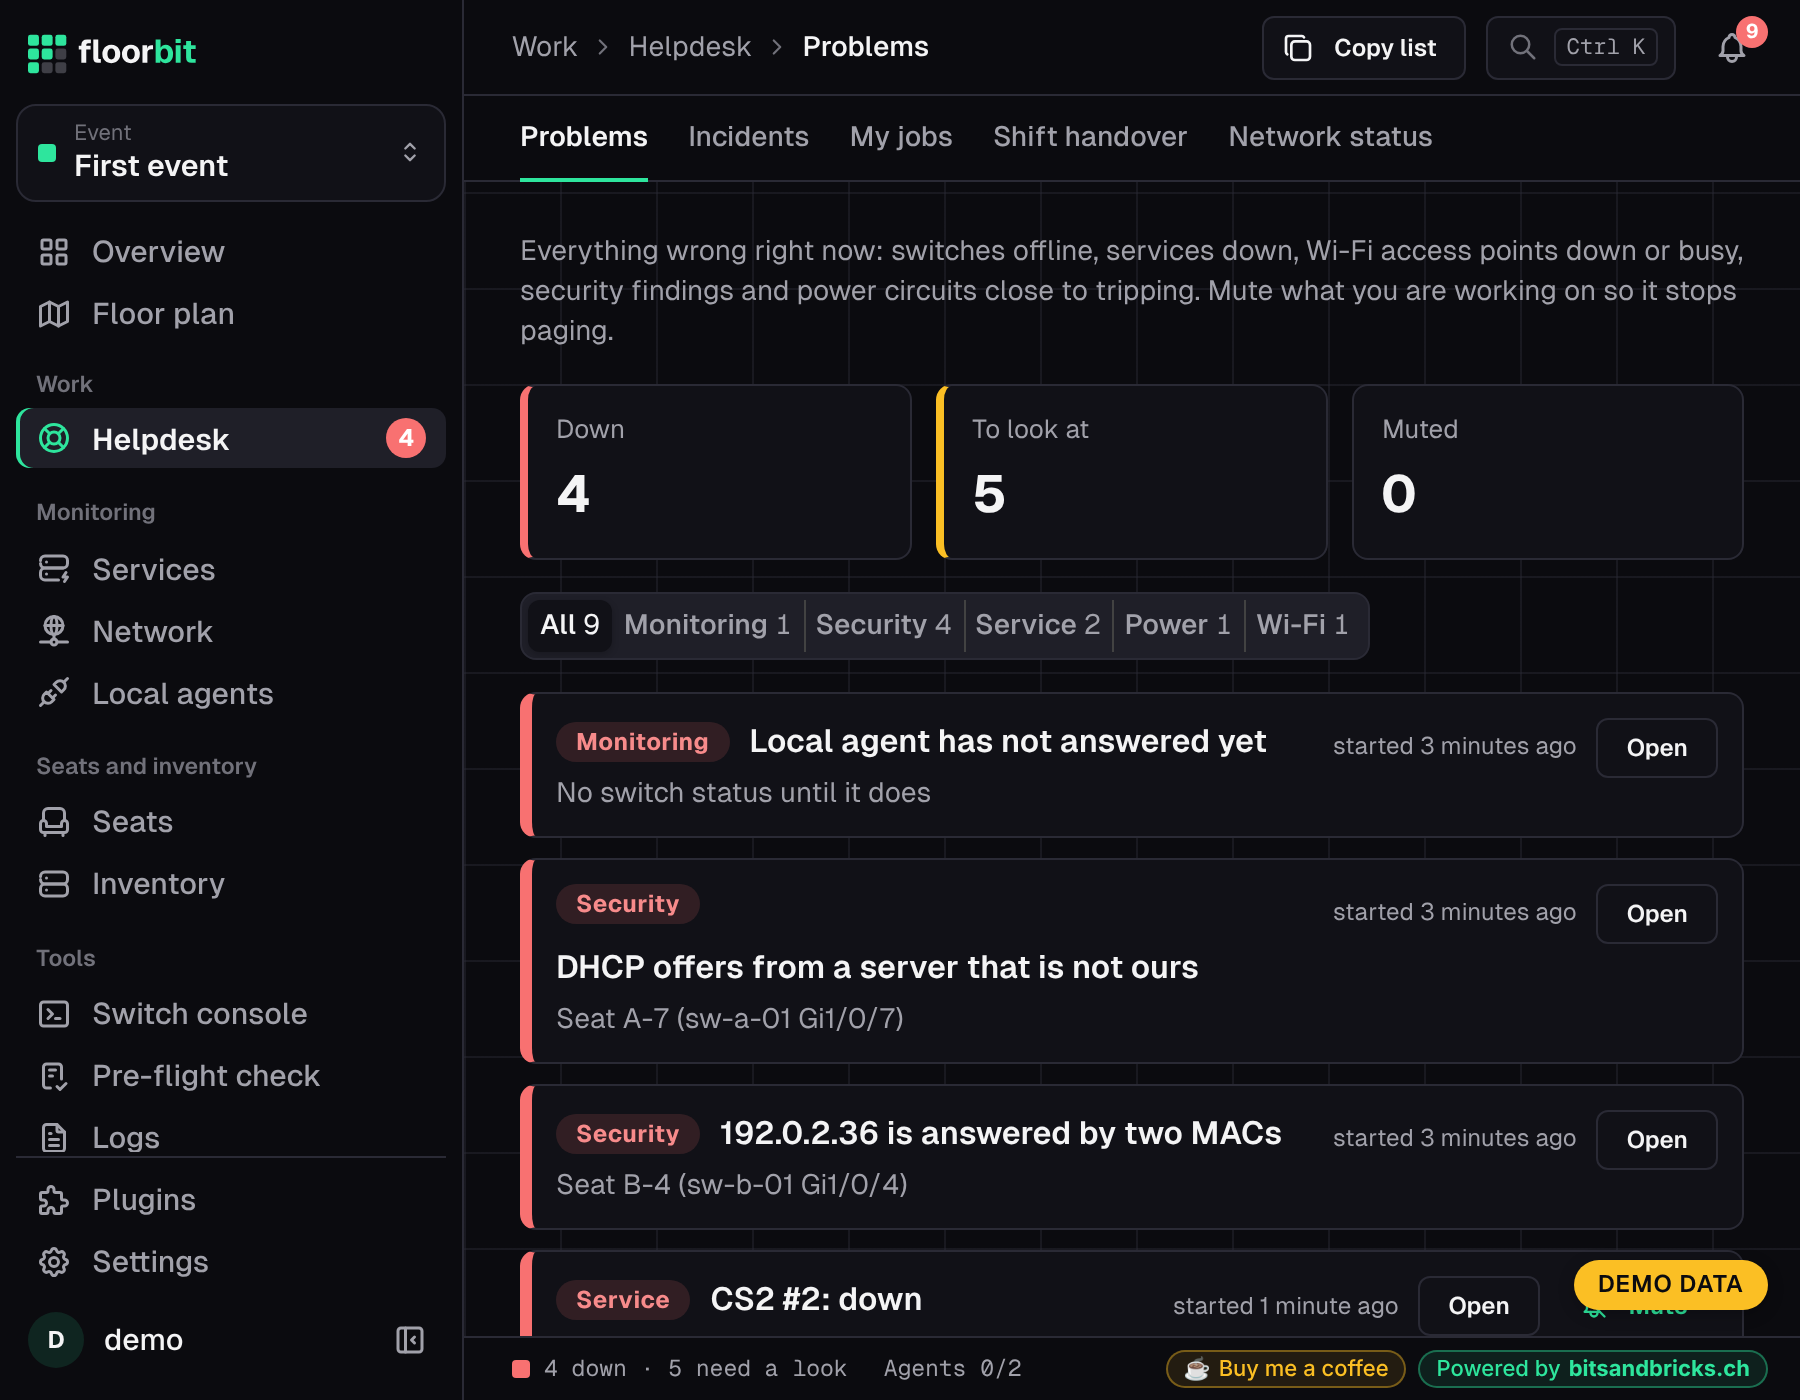 floorbit
Event
First event
Overview
Floor plan
Work
Helpdesk 4
Monitoring
Services
Network
Local agents
Seats and inventory
Seats
Inventory
Tools
Switch console
Pre-flight check
Logs
Plugins
Settings
D demo
Work > Helpdesk > Problems
Copy list
Ctrl K
9
Problems Incidents My jobs Shift handover Network status
Everything wrong right now: switches offline, services down, Wi-Fi access points down or busy,
security findings and power circuits close to tripping. Mute what you are working on so it stops
paging.
Down
4
To look at
5
Muted
0
All 9 Monitoring 1 Security 4 Service 2 Power 1 Wi-Fi 1
Monitoring Local agent has not answered yet started 3 minutes ago Open
No switch status until it does
Security started 3 minutes ago Open
DHCP offers from a server that is not ours
Seat A-7 (sw-a-01 Gi1/0/7)
Security 192.0.2.36 is answered by two MACs started 3 minutes ago Open
Seat B-4 (sw-b-01 Gi1/0/4)
Service CS2 #2: down started 1 minute ago Open
DEMO DATA
4 down · 5 need a look Agents 0/2
Buy me a coffee
Powered by bitsandbricks.ch